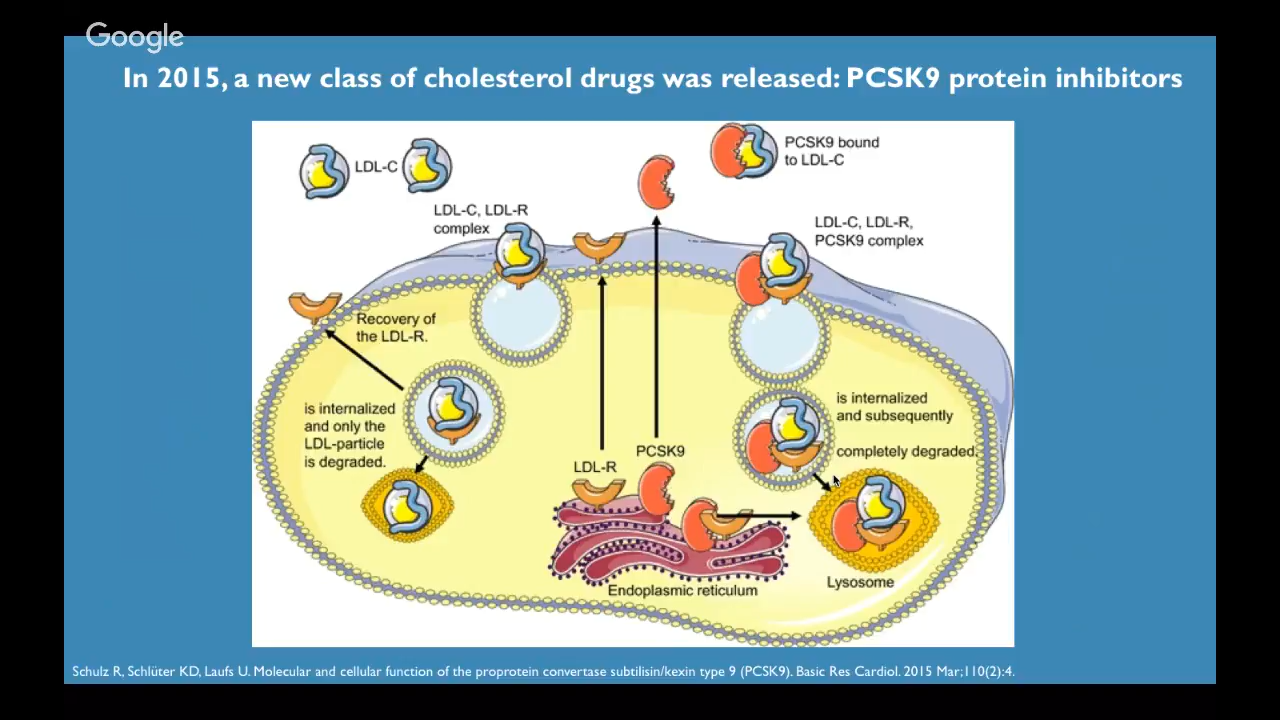 Google
In 2015, a new class of cholesterol drugs was released: PCSK9 protein inhibitors
LDL-C
PCSK9 bound
to LDL-C
LDL-C, LDL-R
complex
LDL-C, LDL-R,
PCSK9 complex
Recovery of
the LDL-R.
is internalized
and only the
LDL-particle
is degraded.
is internalized
and subsequently
completely degraded.
LDL-R
PCSK9
Endoplasmic reticulum
Lysosome
Schulz R, Schlüter KD, Laufs U. Molecular and cellular function of the proprotein convertase subtilisin/kexin type 9 (PCSK9). Basic Res Cardiol. 2015 Mar;110(2):4.